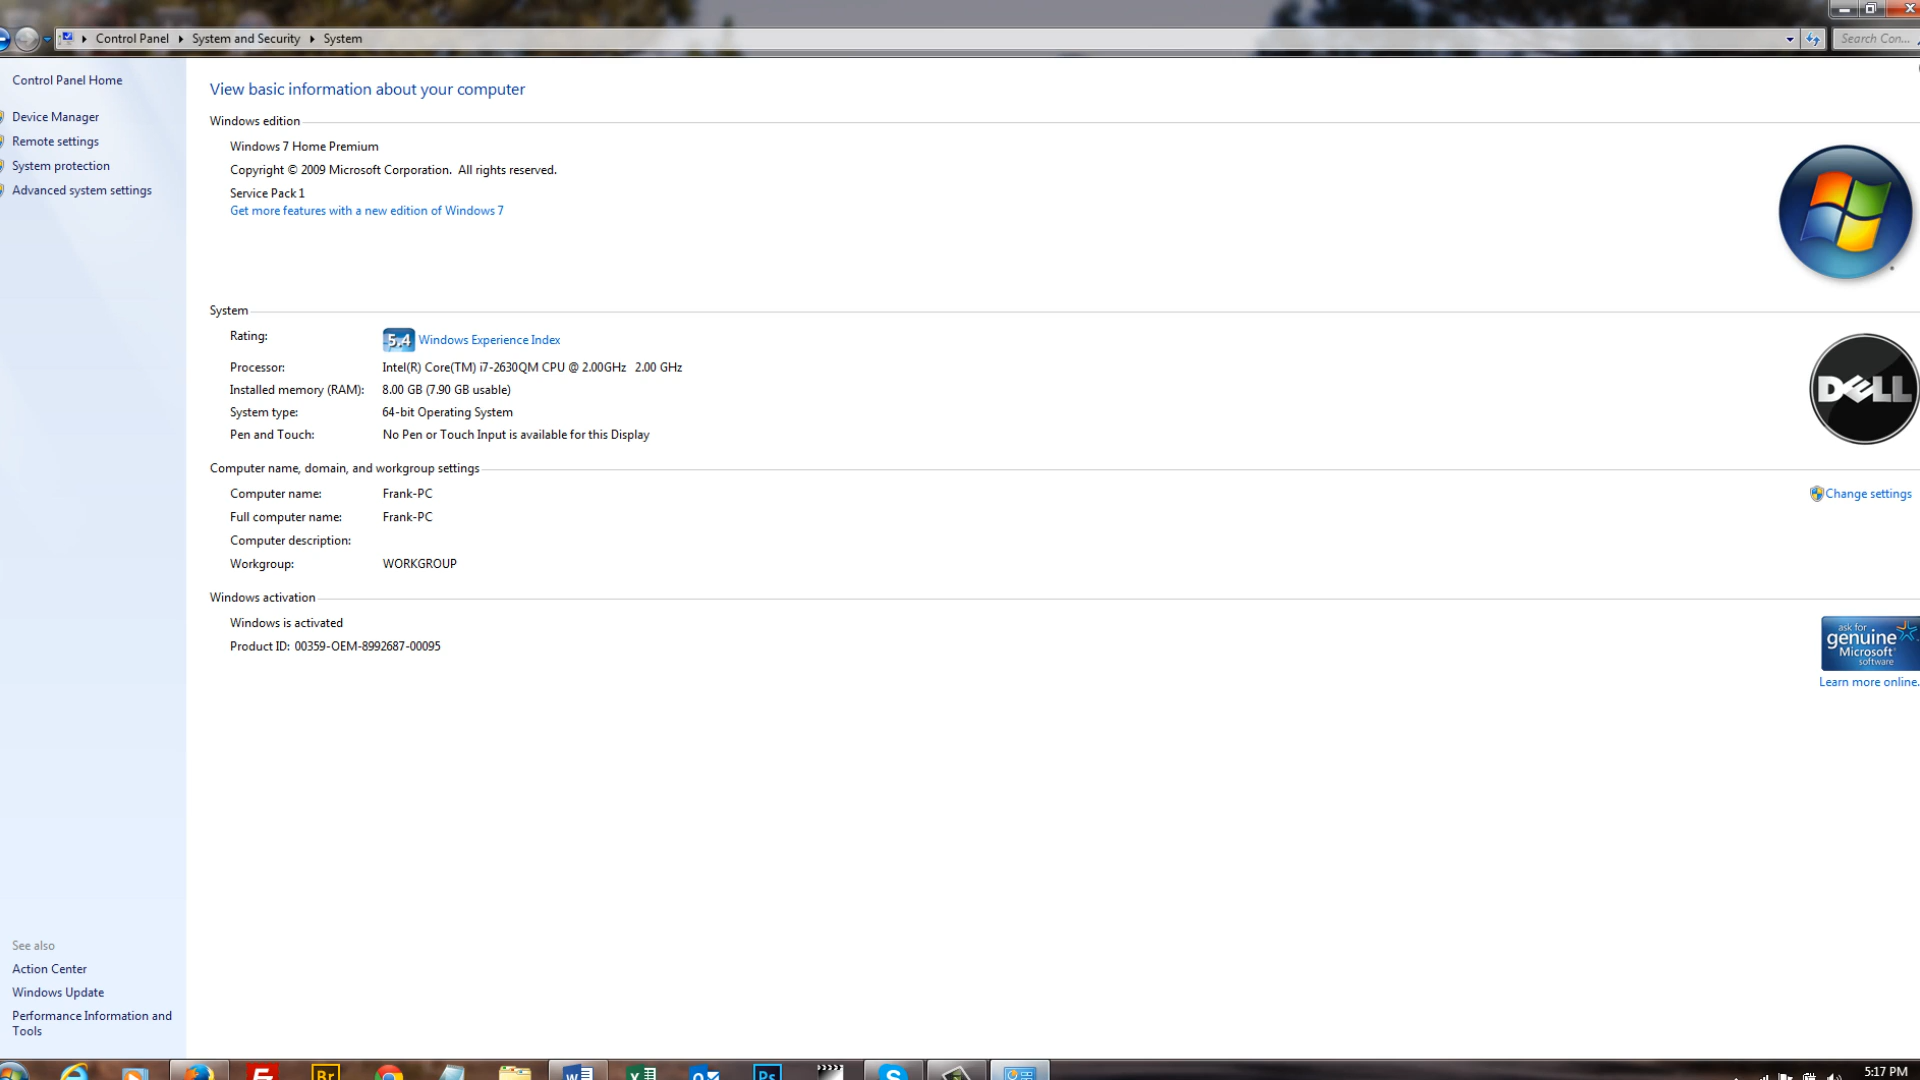 Control Panel ▸ System and Security ▸ System
Search Con...
Control Panel Home
Device Manager
Remote settings
System protection
Advanced system settings
View basic information about your computer
Windows edition
Windows 7 Home Premium
Copyright © 2009 Microsoft Corporation.  All rights reserved.
Service Pack 1
Get more features with a new edition of Windows 7
System
Rating:
5.4 Windows Experience Index
Processor: Intel(R) Core(TM) i7-2630QM CPU @ 2.00GHz   2.00 GHz
Installed memory (RAM): 8.00 GB (7.90 GB usable)
System type: 64-bit Operating System
Pen and Touch: No Pen or Touch Input is available for this Display
DELL
Computer name, domain, and workgroup settings
Computer name: Frank-PC
Change settings
Full computer name: Frank-PC
Computer description:
Workgroup: WORKGROUP
Windows activation
Windows is activated
Product ID: 00359-OEM-8992687-00095
ask for
genuine
Microsoft
software
Learn more online.
See also
Action Center
Windows Update
Performance Information and
Tools
Br
Ps
5:17 PM